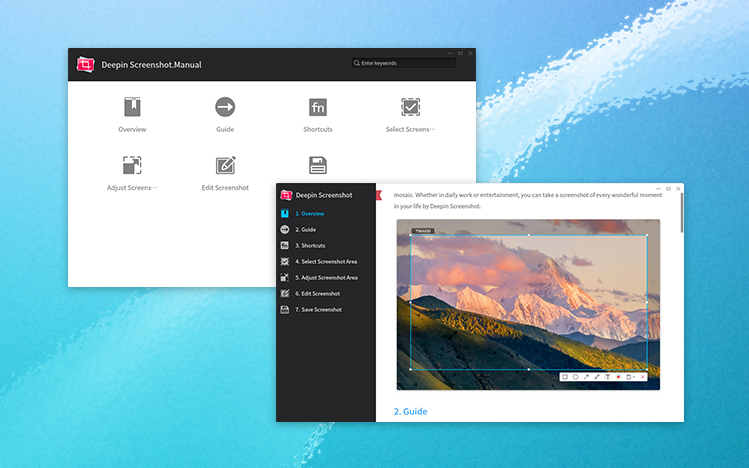 Deepin Screenshot.Manual
Enter keywords
Overview
Guide
Shortcuts
Select Screens···
Adjust Screens···
Edit Screenshot
Deepin Screenshot
1. Overview
2. Guide
3. Shortcuts
4. Select Screenshot Area
5. Adjust Screenshot Area
6. Edit Screenshot
7. Save Screenshot
mosaic. Whether in daily work or entertainment, you can take a screenshot of every wonderful moment
in your life by Deepin Screenshot.
2. Guide